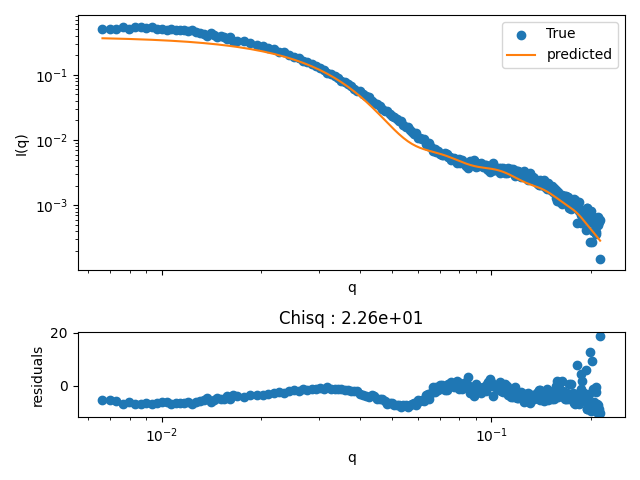 True
predicted
10⁻¹
10⁻²
10⁻³
I(q)
q
Chisq : 2.26e+01
20
0
residuals
10⁻²
10⁻¹
q